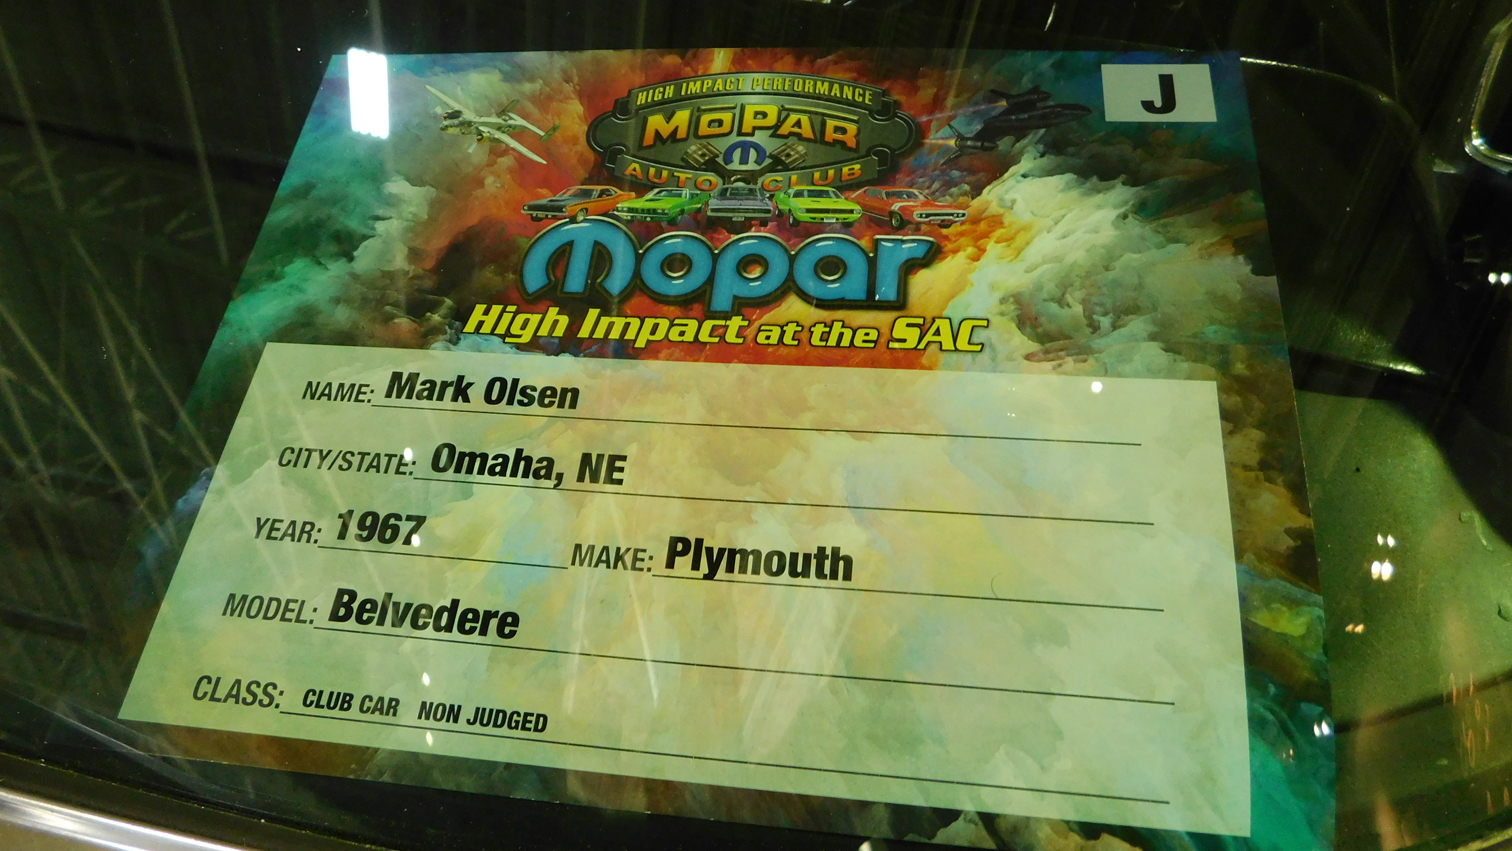 HIGH IMPACT PERFORMANCE
MOPAR
AUTO CLUB
J
Mopar
High Impact at the SAC
NAME: Mark Olsen
CITY/STATE: Omaha, NE
YEAR: 1967 MAKE: Plymouth
MODEL: Belvedere
CLASS: CLUB CAR NON JUDGED